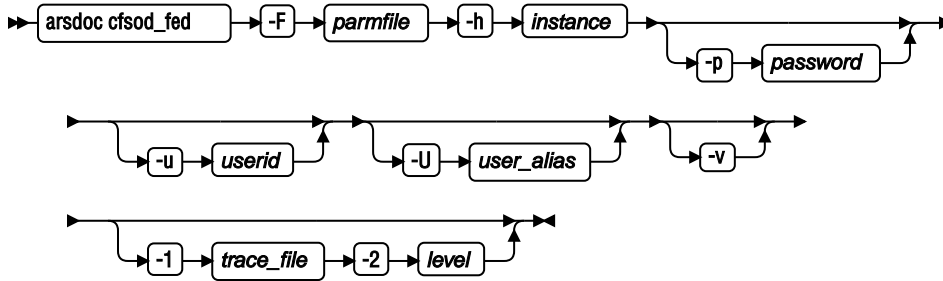 arsdoc cfsod_fed -F parmfile -h instance
-p password
-u userid -U user_alias -v
-1 trace_file -2 level